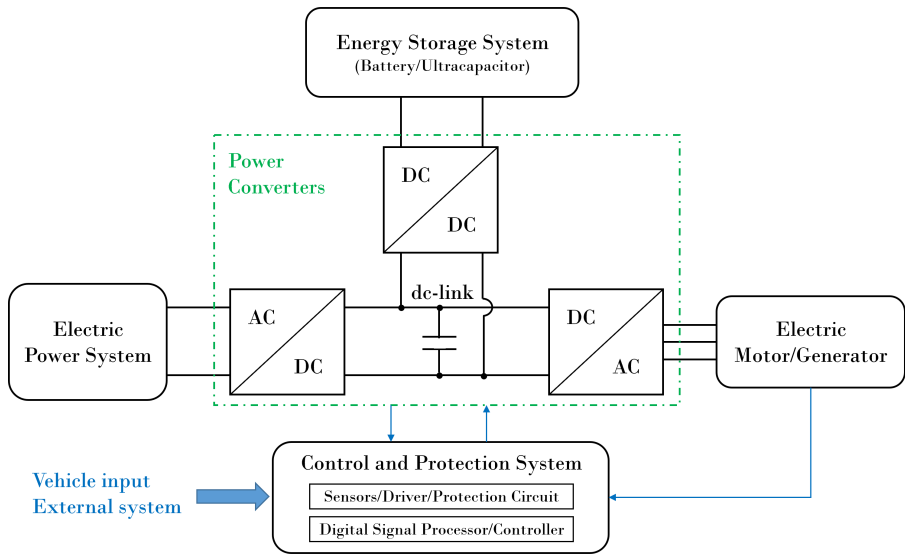 Energy Storage System
(Battery/Ultracapacitor)
Power
Converters
DC
DC
dc-link
Electric
Power System
AC
DC
DC
AC
Electric
Motor/Generator
Control and Protection System
Sensors/Driver/Protection Circuit
Digital Signal Processor/Controller
Vehicle input
External system